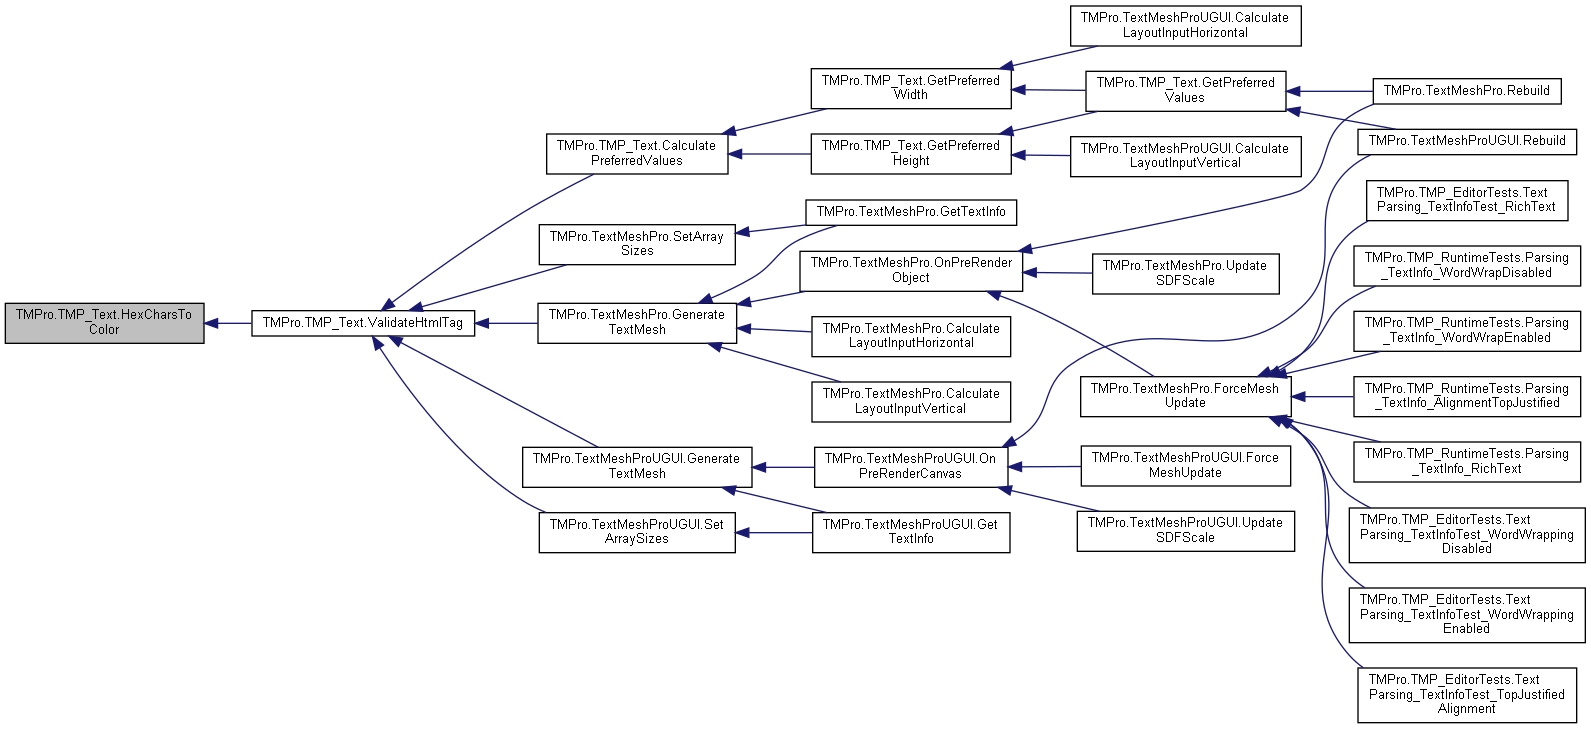 TMPro.TMP_Text.HexCharsTo
Color
TMPro.TMP_Text.ValidateHtmlTag
TMPro.TMP_Text.Calculate
PreferredValues
TMPro.TextMeshPro.SetArray
Sizes
TMPro.TextMeshPro.Generate
TextMesh
TMPro.TextMeshProUGUI.Generate
TextMesh
TMPro.TextMeshProUGUI.Set
ArraySizes
TMPro.TMP_Text.GetPreferred
Width
TMPro.TMP_Text.GetPreferred
Height
TMPro.TextMeshPro.GetTextInfo
TMPro.TextMeshPro.OnPreRender
Object
TMPro.TextMeshPro.Calculate
LayoutInputHorizontal
TMPro.TextMeshPro.Calculate
LayoutInputVertical
TMPro.TextMeshProUGUI.On
PreRenderCanvas
TMPro.TextMeshProUGUI.Get
TextInfo
TMPro.TextMeshProUGUI.Calculate
LayoutInputHorizontal
TMPro.TMP_Text.GetPreferred
Values
TMPro.TextMeshProUGUI.Calculate
LayoutInputVertical
TMPro.TextMeshPro.Update
SDFScale
TMPro.TextMeshPro.ForceMesh
Update
TMPro.TextMeshProUGUI.Force
MeshUpdate
TMPro.TextMeshProUGUI.Update
SDFScale
TMPro.TextMeshPro.Rebuild
TMPro.TextMeshProUGUI.Rebuild
TMPro.TMP_EditorTests.Text
Parsing_TextInfoTest_RichText
TMPro.TMP_RuntimeTests.Parsing
_TextInfo_WordWrapDisabled
TMPro.TMP_RuntimeTests.Parsing
_TextInfo_WordWrapEnabled
TMPro.TMP_RuntimeTests.Parsing
_TextInfo_AlignmentTopJustified
TMPro.TMP_RuntimeTests.Parsing
_TextInfo_RichText
TMPro.TMP_EditorTests.Text
Parsing_TextInfoTest_WordWrapping
Disabled
TMPro.TMP_EditorTests.Text
Parsing_TextInfoTest_WordWrapping
Enabled
TMPro.TMP_EditorTests.Text
Parsing_TextInfoTest_TopJustified
Alignment